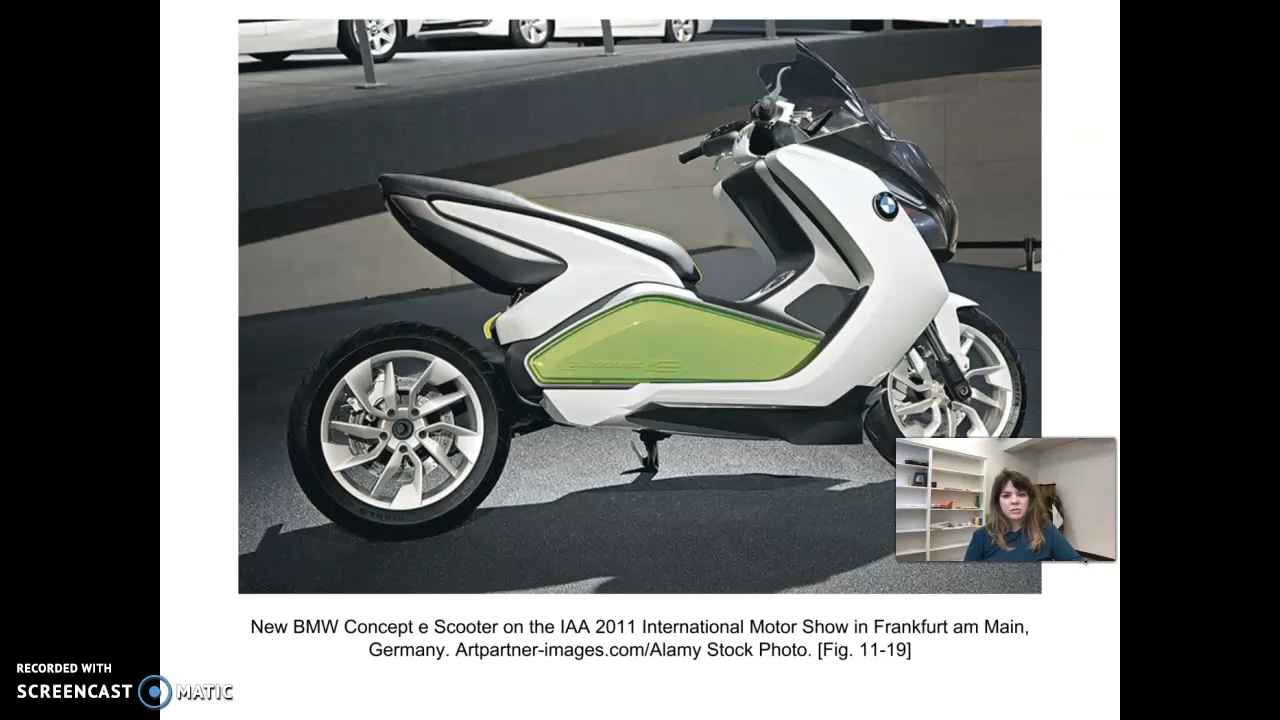 New BMW Concept e Scooter on the IAA 2011 International Motor Show in Frankfurt am Main,
Germany. Artpartner-images.com/Alamy Stock Photo. [Fig. 11-19]
RECORDED WITH
SCREENCAST MATIC